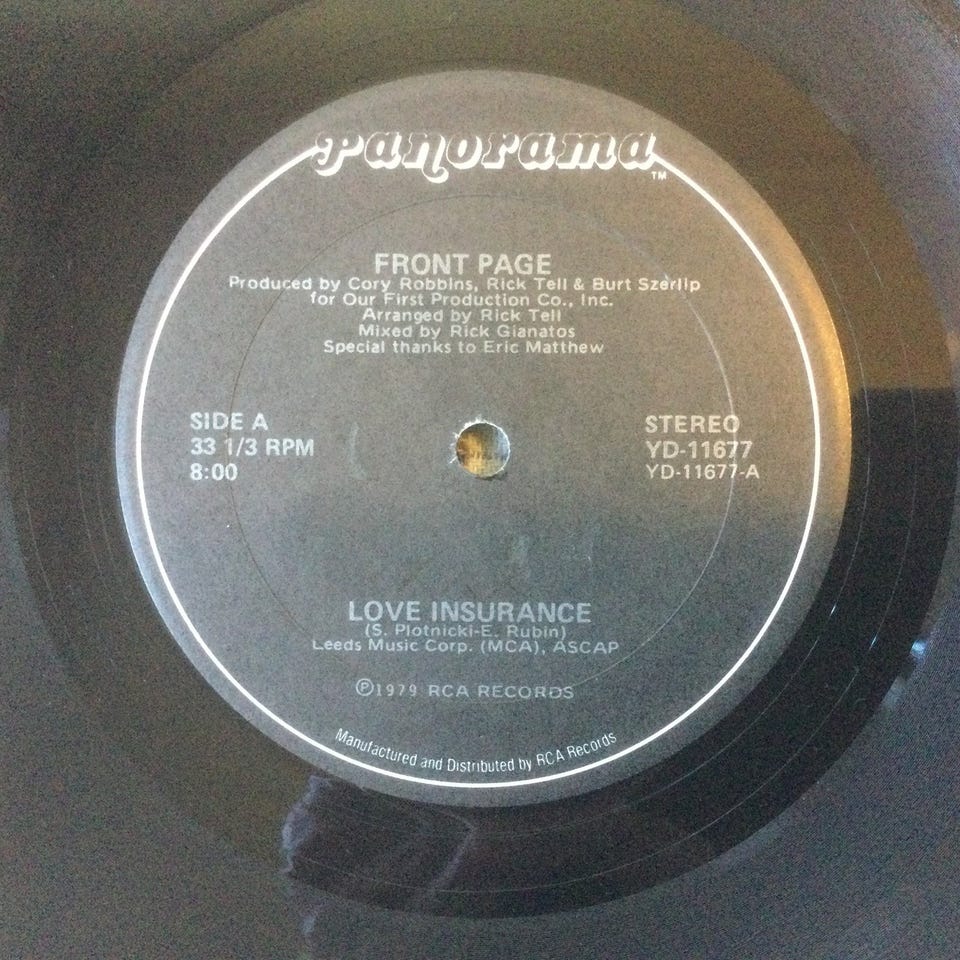 Panorama
TM
FRONT PAGE
Produced by Cory Robbins, Rick Tell & Burt Szerlip
for Our First Production Co., Inc.
Arranged by Rick Tell
Mixed by Rick Gianatos
Special thanks to Eric Matthew
SIDE A
33 1/3 RPM
8:00
STEREO
YD-11677
YD-11677-A
LOVE INSURANCE
(S. Plotnicki-E. Rubin)
Leeds Music Corp. (MCA), ASCAP
℗1979 RCA RECORDS
Manufactured and Distributed by RCA Records